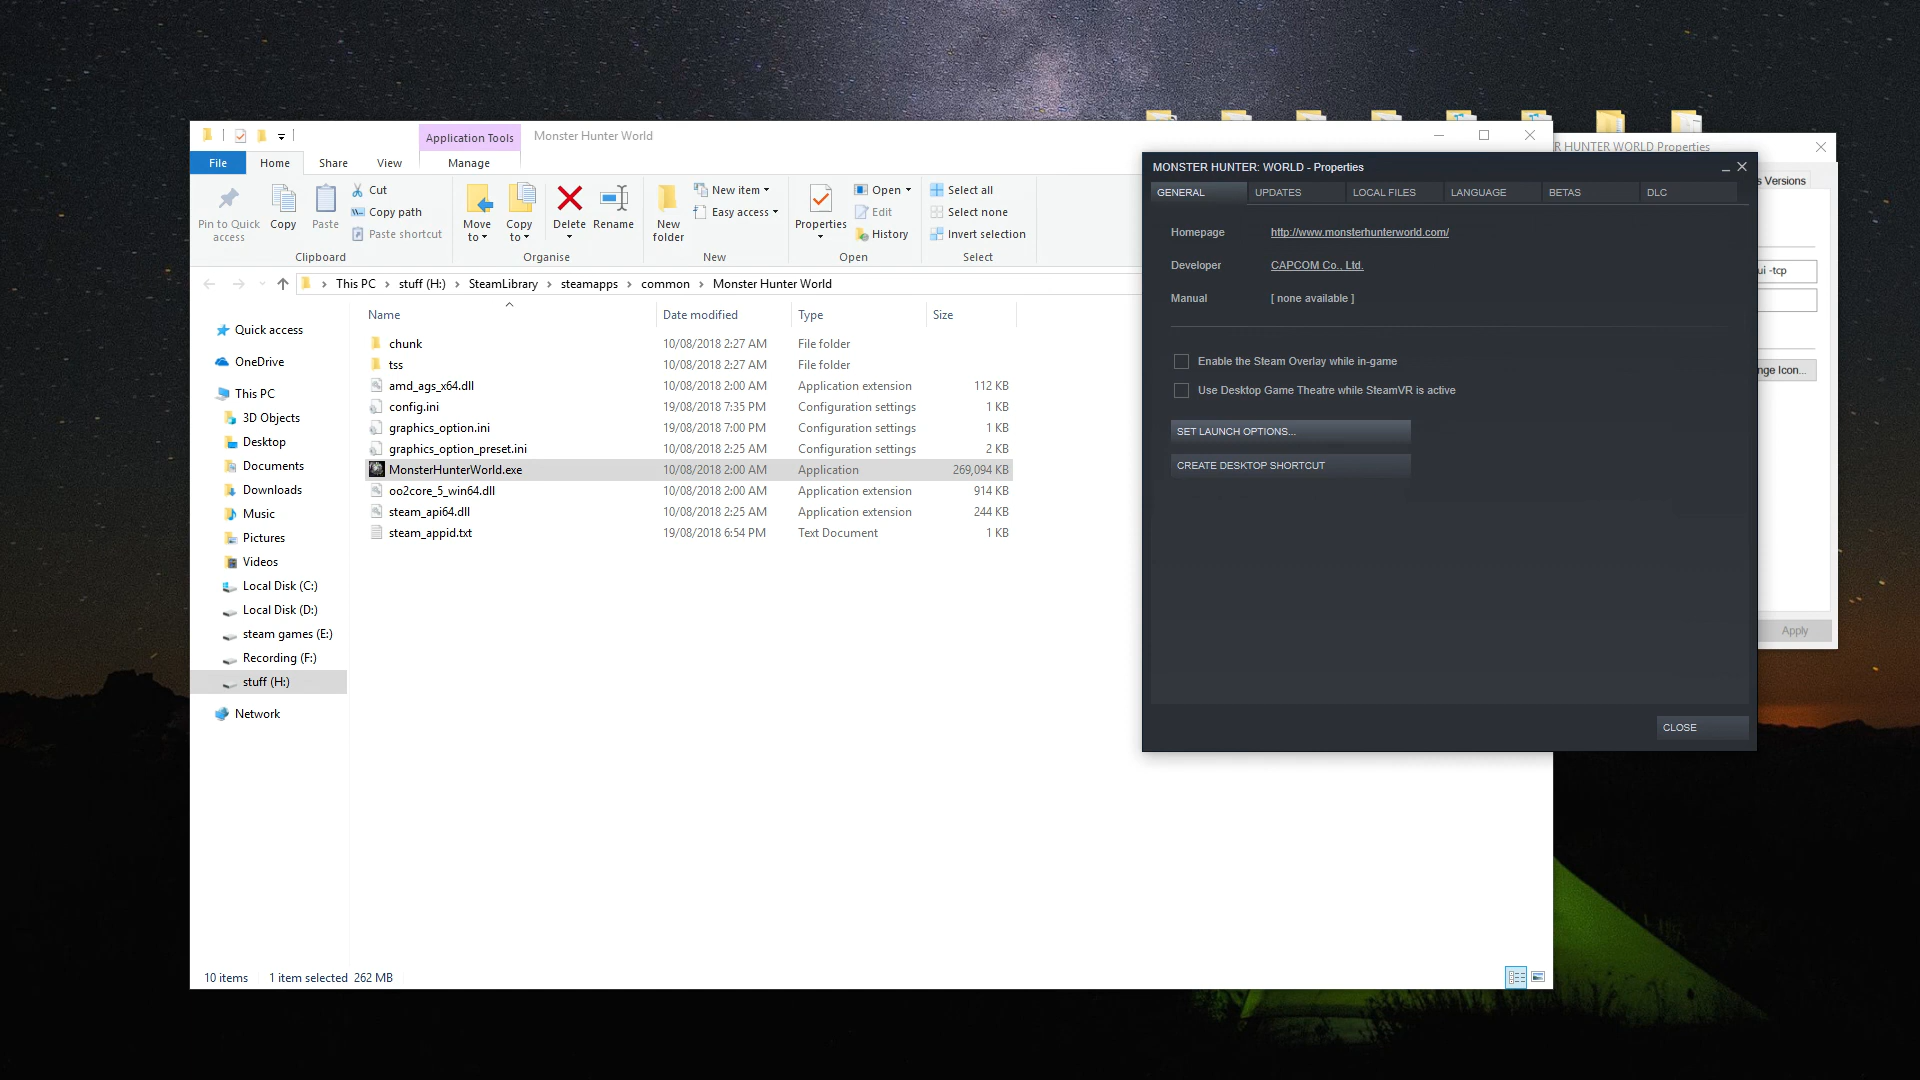 Application Tools
Monster Hunter World
File
Home
Share
View
Manage
Pin to Quick access
Copy
Paste
Cut
Copy path
Paste shortcut
Clipboard
Move to
Copy to
Delete
Rename
Organise
New folder
New item
Easy access
New
Properties
Open
Edit
History
Open
Select all
Select none
Invert selection
Select
This PC > stuff (H:) > SteamLibrary > steamapps > common > Monster Hunter World
Name Date modified Type Size
chunk 10/08/2018 2:27 AM File folder
tss 10/08/2018 2:27 AM File folder
amd_ags_x64.dll 10/08/2018 2:00 AM Application extension 112 KB
config.ini 19/08/2018 7:35 PM Configuration settings 1 KB
graphics_option.ini 19/08/2018 7:00 PM Configuration settings 1 KB
graphics_option_preset.ini 10/08/2018 2:25 AM Configuration settings 2 KB
MonsterHunterWorld.exe 10/08/2018 2:00 AM Application 269,094 KB
oo2core_5_win64.dll 10/08/2018 2:00 AM Application extension 914 KB
steam_api64.dll 10/08/2018 2:25 AM Application extension 244 KB
steam_appid.txt 19/08/2018 6:54 PM Text Document 1 KB
Quick access
OneDrive
This PC
3D Objects
Desktop
Documents
Downloads
Music
Pictures
Videos
Local Disk (C:)
Local Disk (D:)
steam games (E:)
Recording (F:)
stuff (H:)
Network
10 items 1 item selected 262 MB
R HUNTER WORLD Properties
s Versions
ui -tcp
nge Icon...
Apply
MONSTER HUNTER: WORLD - Properties
GENERAL
UPDATES
LOCAL FILES
LANGUAGE
BETAS
DLC
Homepage http://www.monsterhunterworld.com/
Developer CAPCOM Co., Ltd.
Manual [ none available ]
Enable the Steam Overlay while in-game
Use Desktop Game Theatre while SteamVR is active
SET LAUNCH OPTIONS...
CREATE DESKTOP SHORTCUT
CLOSE